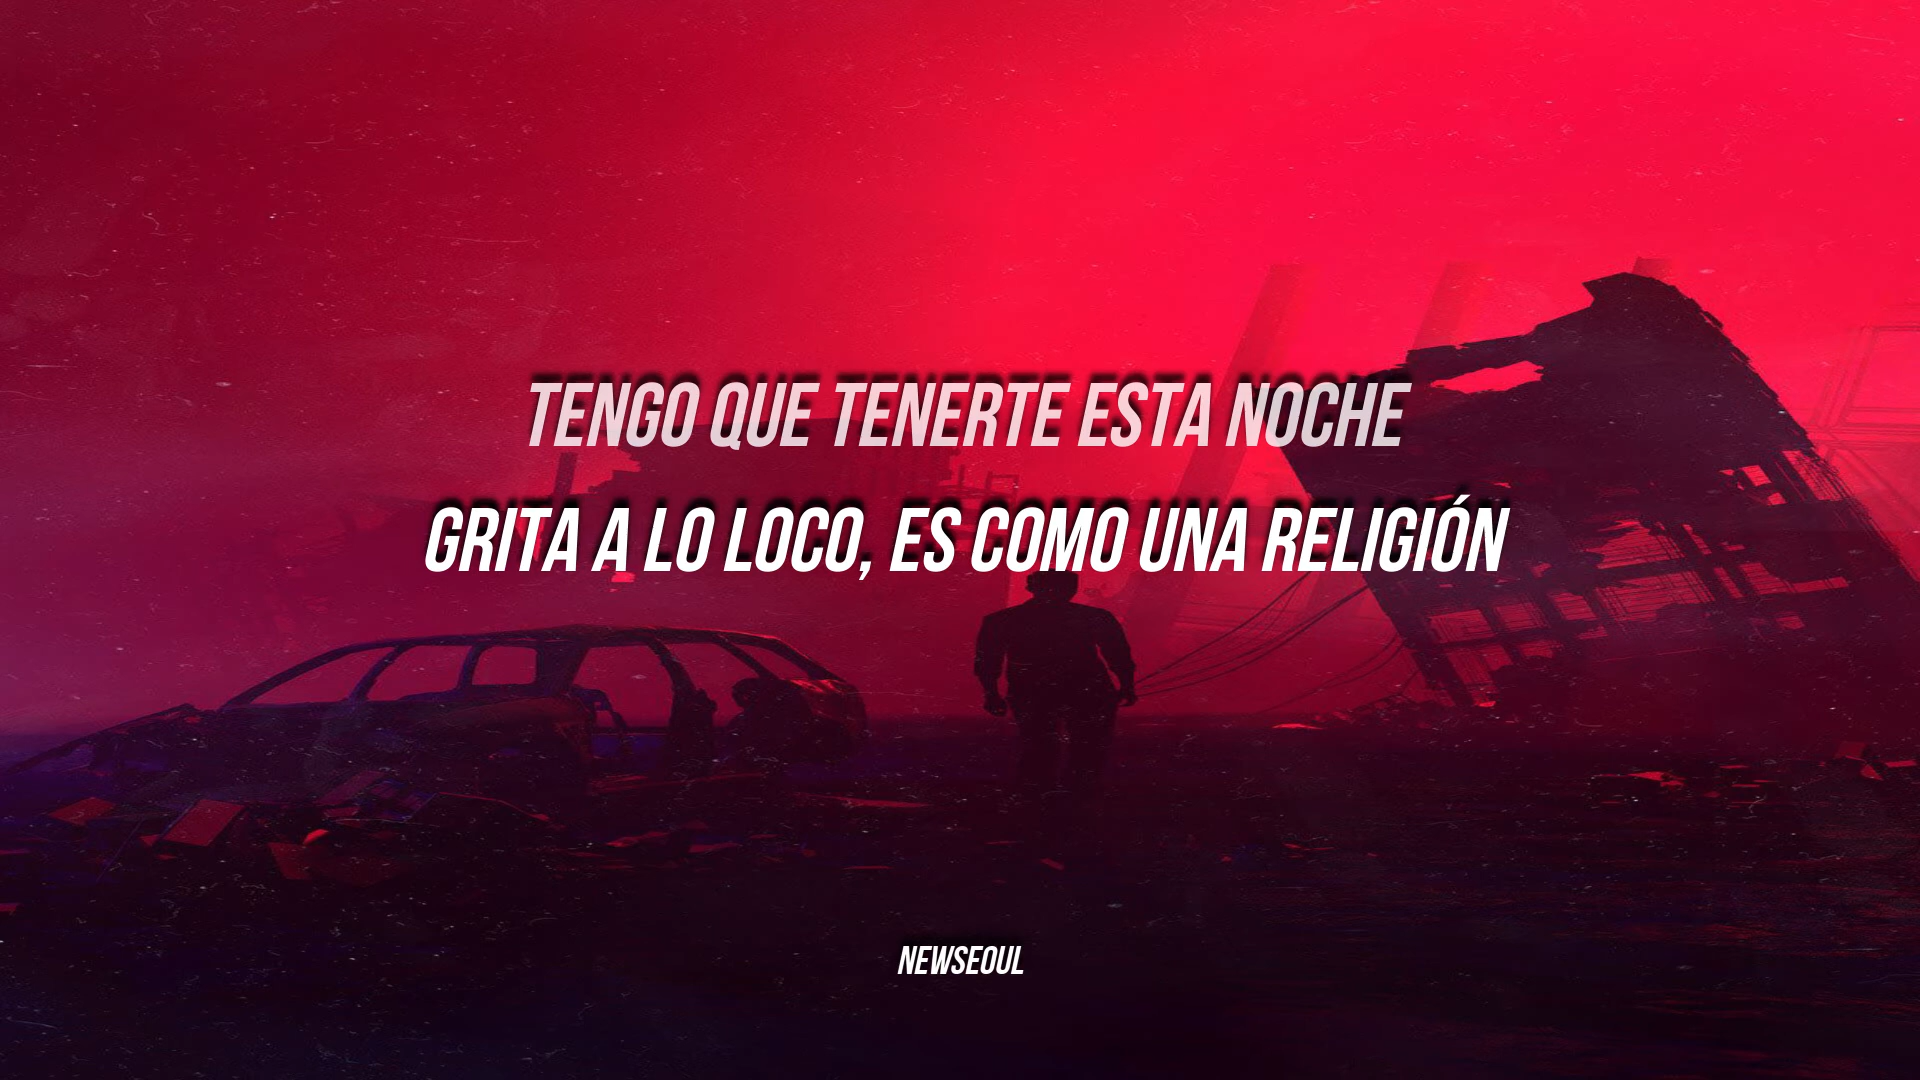 TENGO QUE TENERTE ESTA NOCHE
GRITA A LO LOCO, ES COMO UNA RELIGIÓN
NEWSEOUL